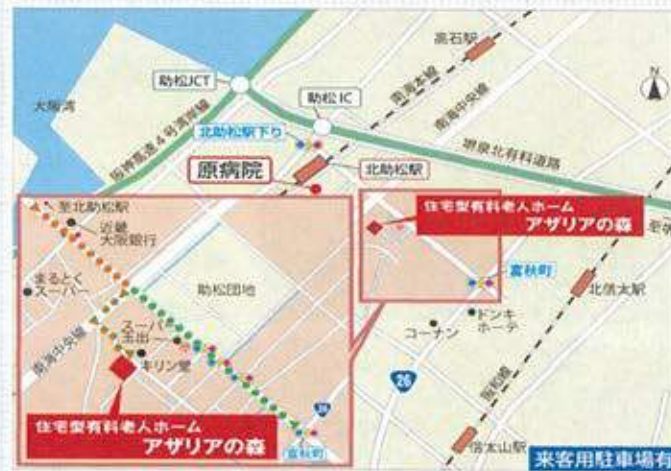 高石駅
助松JCT
南海本線
大阪湾
助松IC
南海中央線
N
阪神高速4号湾岸線
北助松駅下り
堺泉北有料道路
原病院
北助松駅
至北助松駅
住宅型有料老人ホーム
アザリアの森
近畿
大阪銀行
富秋町
助松団地
北信太駅
まるとく
スーパー
ドンキ
ホーテ
コーナン
南海中央線
スーパー
玉出
キリン堂
阪和線
26
26
住宅型有料老人ホーム
アザリアの森
富秋町
信太山駅
来客用駐車場有